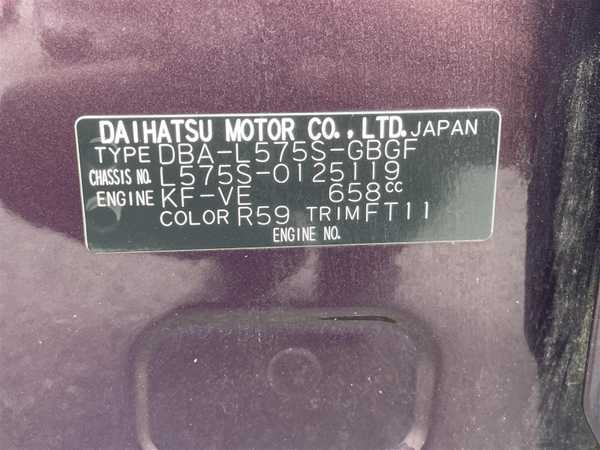 DAIHATSU MOTOR CO.,LTD. JAPAN
TYPE DBA-L575S-GBGF
CHASSIS NO. L575S-0125119
ENGINE KF-VE 658cc
COLOR R59 TRIM FT11
ENGINE NO.